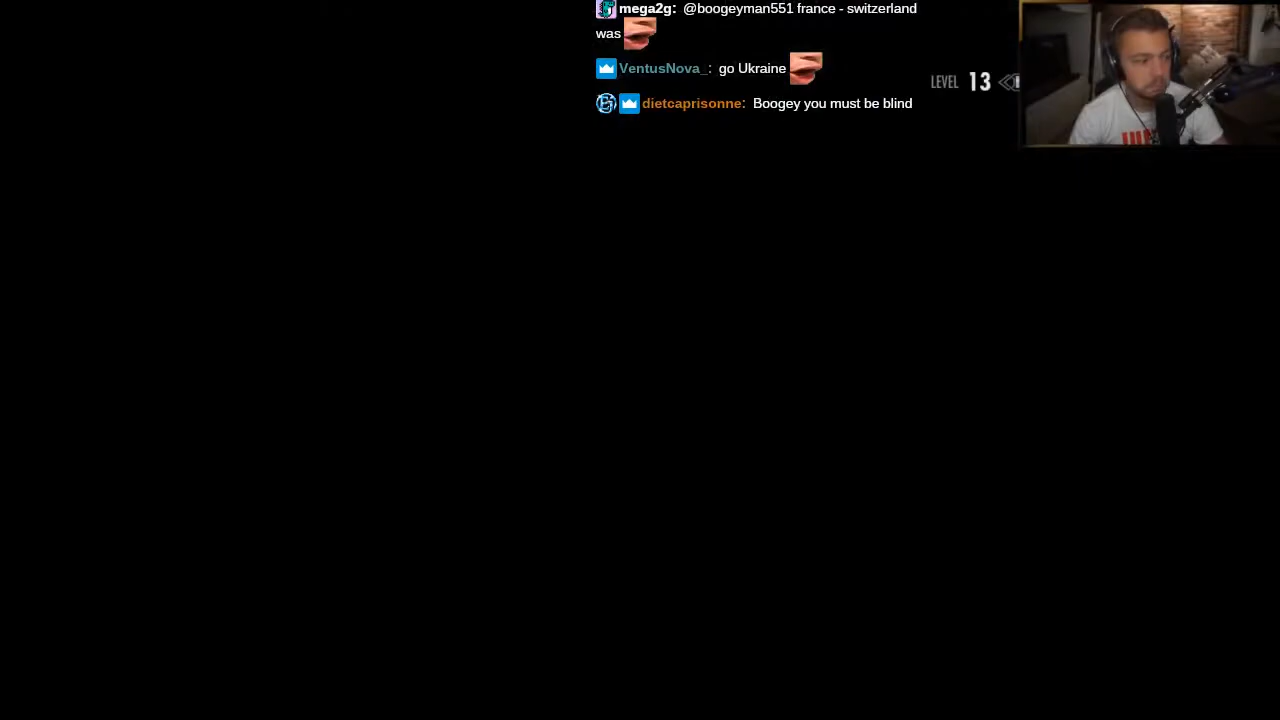 mega2g: @boogeyman551 france - switzerland
was
VentusNova_: go Ukraine
dietcaprisonne: Boogey you must be blind
LEVEL 13